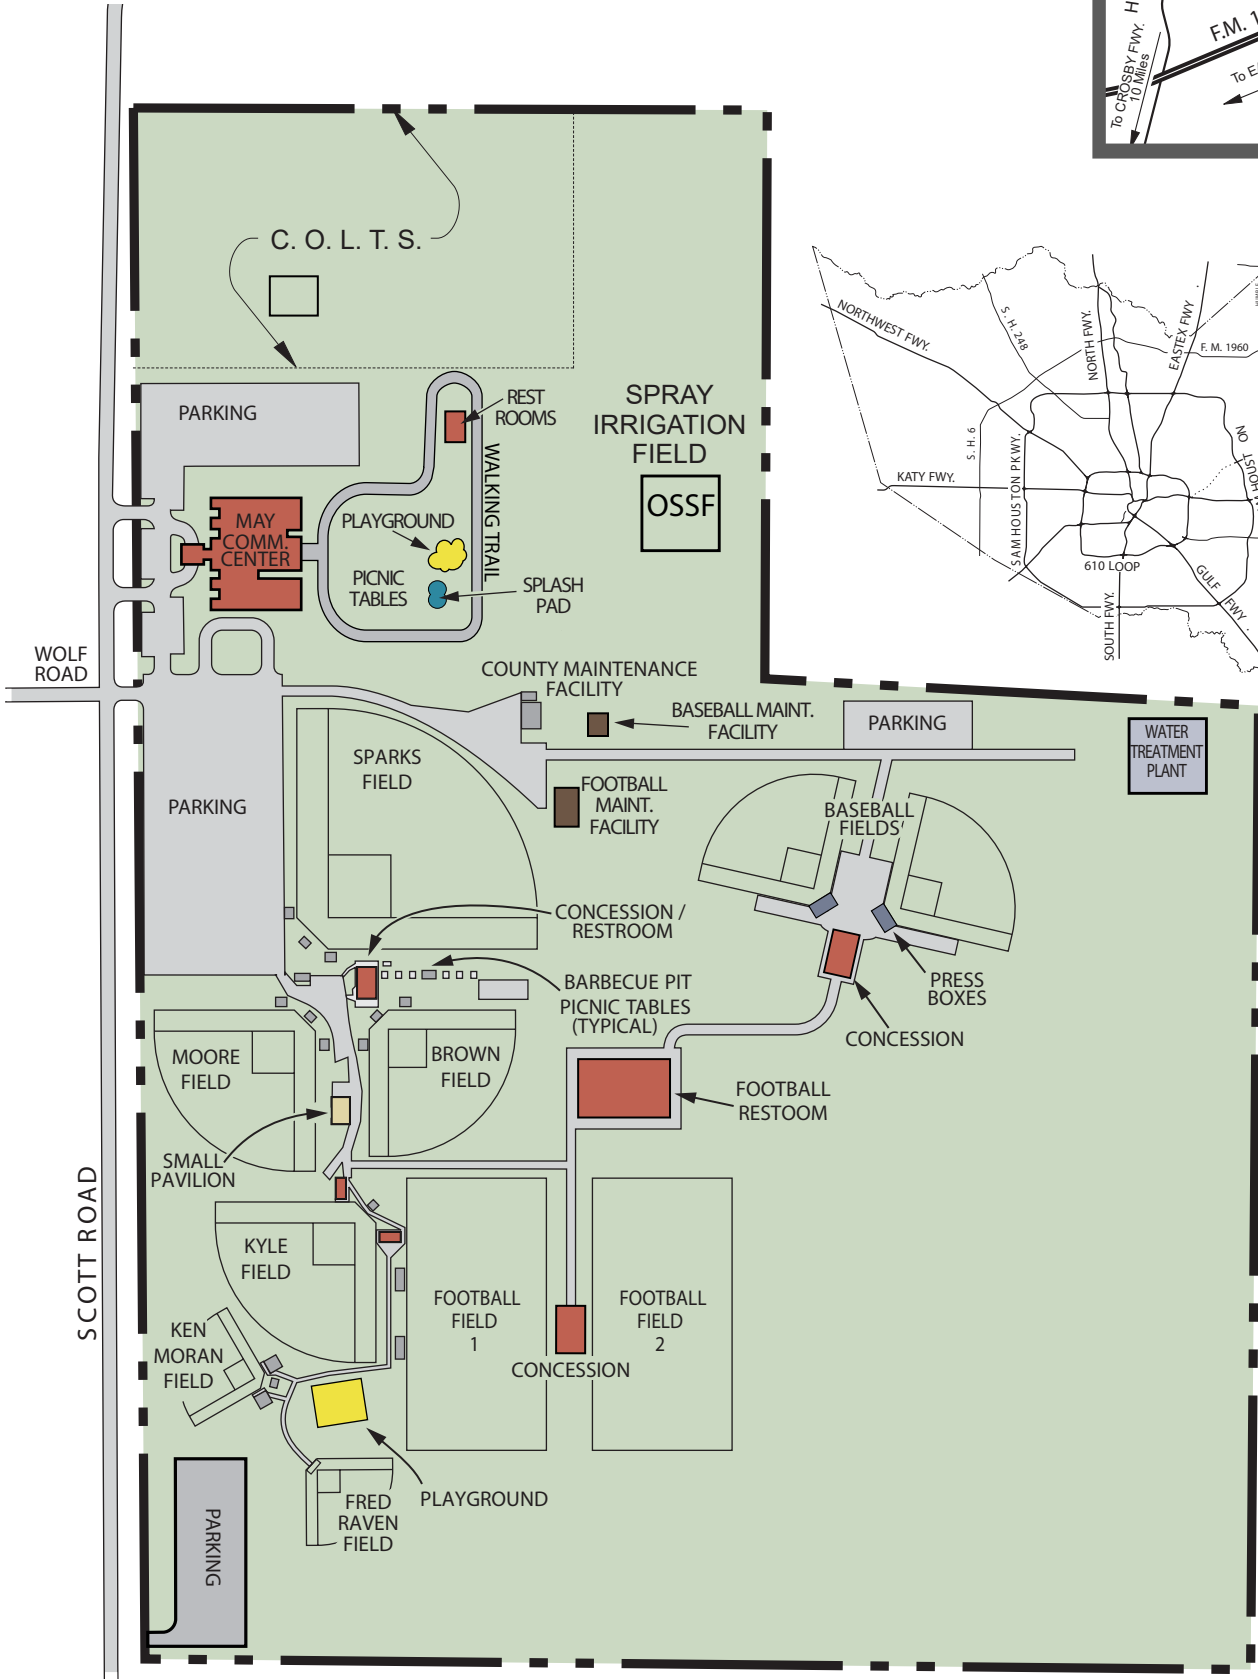 To CROSBY FWY.
10 Miles
H
F.M. 1
C. O. L. T. S.
PARKING
REST
ROOMS
WALKING TRAIL
SPRAY
IRRIGATION
FIELD
OSSF
MAY
COMM.
CENTER
PLAYGROUND
PICNIC
TABLES
SPLASH
PAD
NORTHWEST FWY.
S. H. 248
NORTH FWY.
EASTEX FWY
F. M. 1960
S. H. 6
SAM HOUSTON PKWY.
KATY FWY.
610 LOOP
SOUTH FWY.
GULF FWY.
WOLF
ROAD
COUNTY MAINTENANCE
FACILITY
BASEBALL MAINT.
FACILITY
PARKING
WATER
TREATMENT
PLANT
SPARKS
FIELD
PARKING
FOOTBALL
MAINT.
FACILITY
BASEBALL
FIELDS
CONCESSION /
RESTROOM
BARBECUE PIT
PICNIC TABLES
(TYPICAL)
PRESS
BOXES
CONCESSION
MOORE
FIELD
BROWN
FIELD
FOOTBALL
RESTOOM
SMALL
PAVILION
SCOTT ROAD
KYLE
FIELD
FOOTBALL
FIELD
1
FOOTBALL
FIELD
2
CONCESSION
KEN
MORAN
FIELD
PLAYGROUND
FRED
RAVEN
FIELD
PARKING